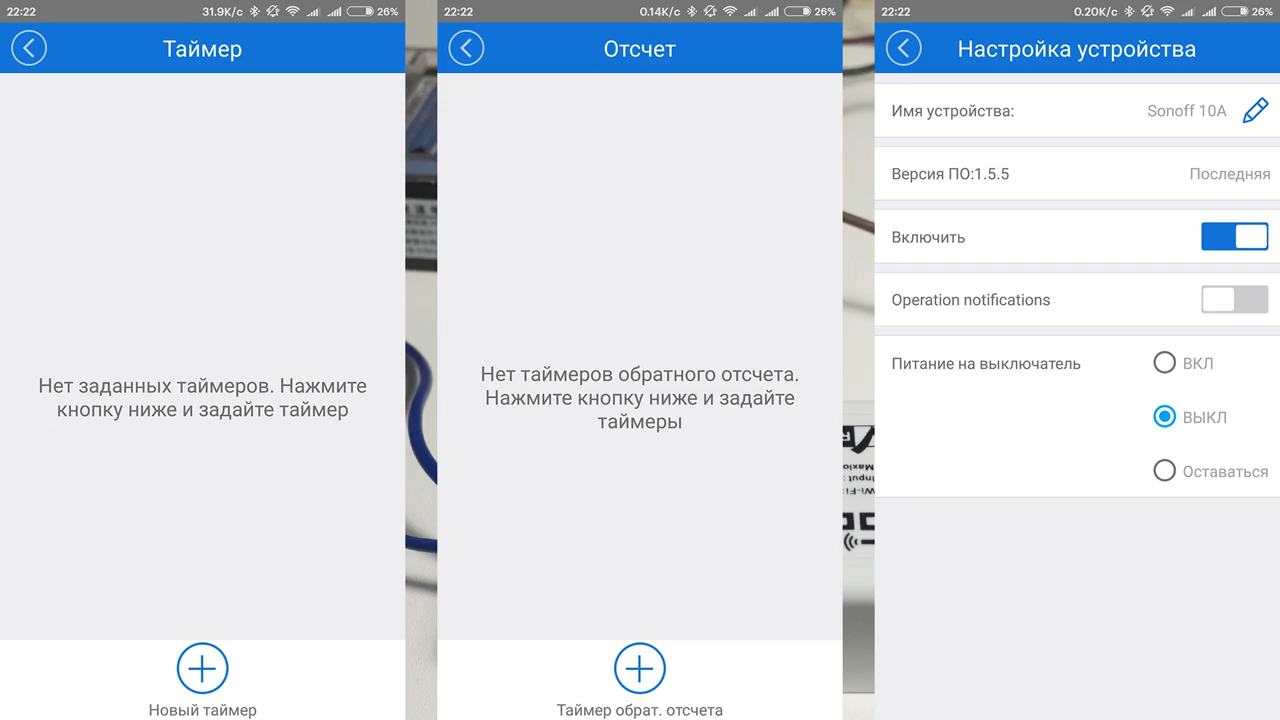 22:22
31.9K/c
26%
Таймер
Нет заданных таймеров. Нажмите
кнопку ниже и задайте таймер
Новый таймер
22:22
0.14K/c
26%
Отсчет
Нет таймеров обратного отсчета.
Нажмите кнопку ниже и задайте
таймеры
Таймер обрат. отсчета
22:22
0.20K/c
26%
Настройка устройства
Имя устройства:
Sonoff 10A
Версия ПО:1.5.5
Последняя
Включить
Operation notifications
Питание на выключатель
ВКЛ
ВЫКЛ
Оставаться
Input :
Wi-Fi: